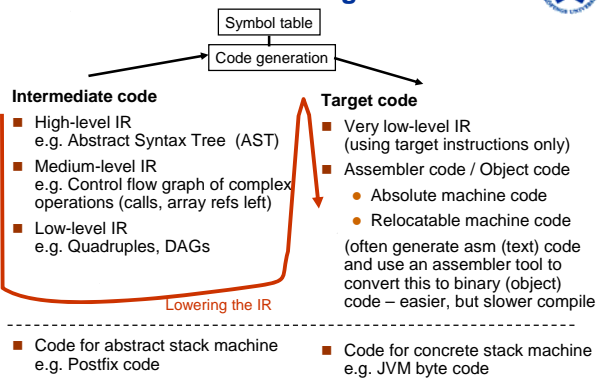 Symbol table
Code generation
Intermediate code
■ High-level IR
e.g. Abstract Syntax Tree (AST)
■ Medium-level IR
e.g. Control flow graph of complex
operations (calls, array refs left)
■ Low-level IR
e.g. Quadruples, DAGs
Lowering the IR
Target code
■ Very low-level IR
(using target instructions only)
■ Assembler code / Object code
● Absolute machine code
● Relocatable machine code
(often generate asm (text) code
and use an assembler tool to
convert this to binary (object)
code – easier, but slower compile
■ Code for abstract stack machine
e.g. Postfix code
■ Code for concrete stack machine
e.g. JVM byte code